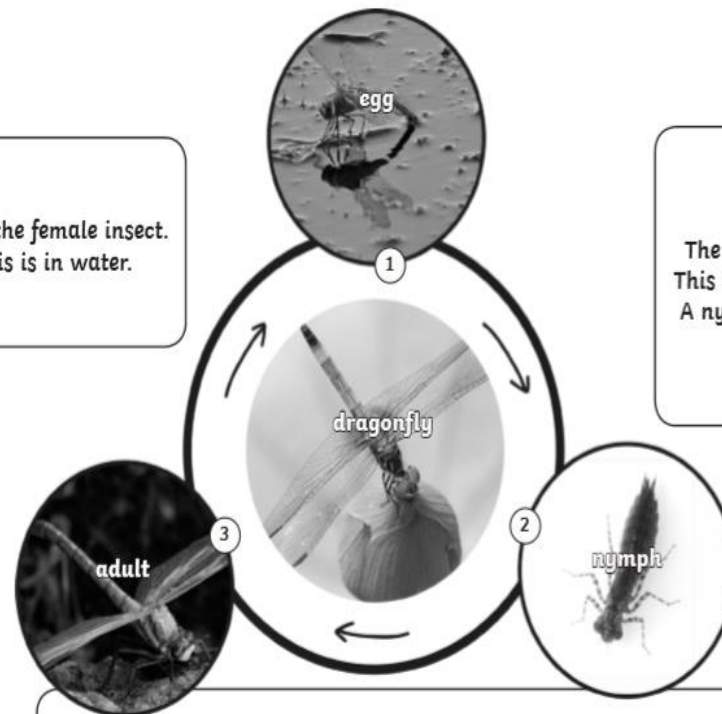 egg
the female insect.
is is in water.
1
The
This
A ny
dragonfly
3
2
adult
nymph